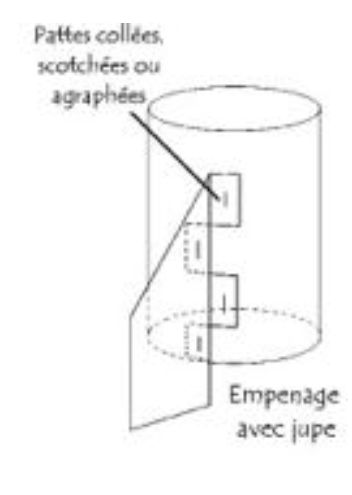 Pattes collées,
scotchées ou
agraphées
Empenage
avec jupe